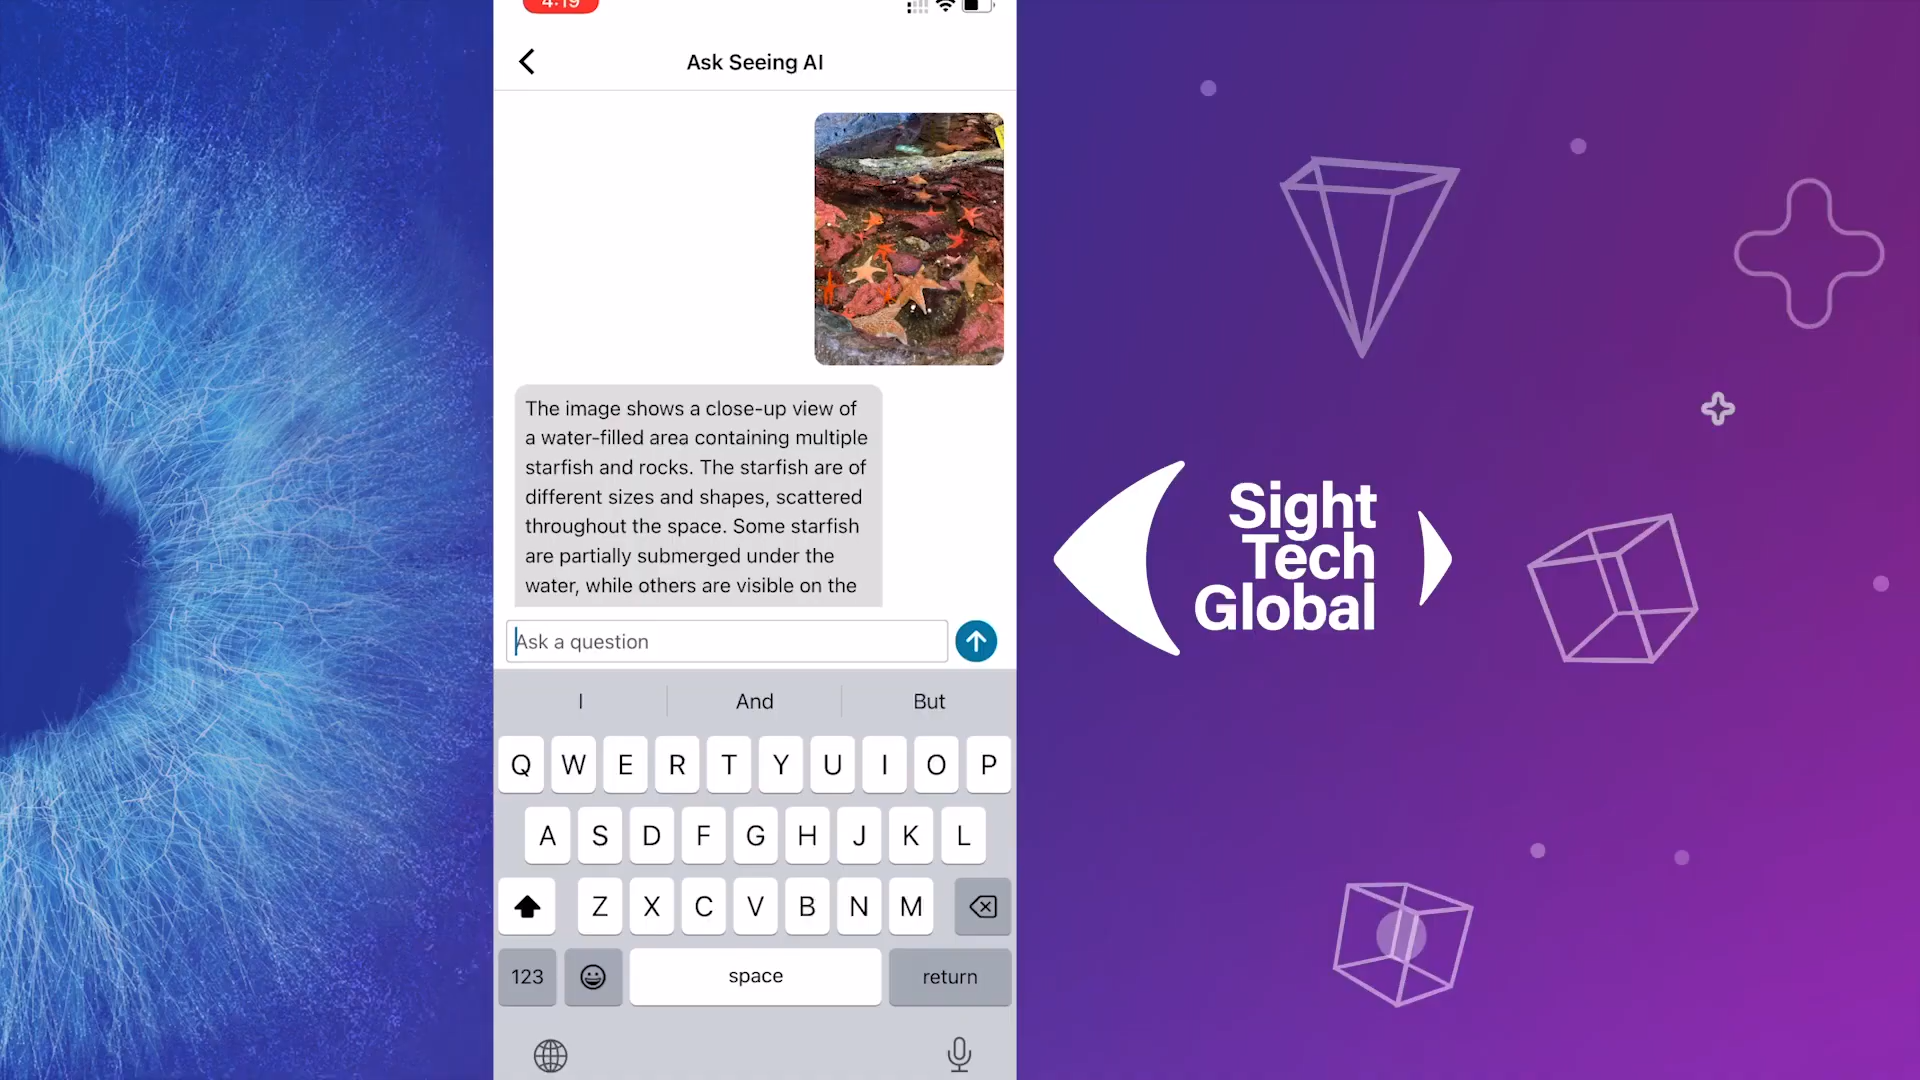 4:19
Ask Seeing AI
The image shows a close-up view of
a water-filled area containing multiple
starfish and rocks. The starfish are of
different sizes and shapes, scattered
throughout the space. Some starfish
are partially submerged under the
water, while others are visible on the
Ask a question
I And But
Q W E R T Y U I O P
A S D F G H J K L
Z X C V B N M
123 space return
Sight
Tech
Global